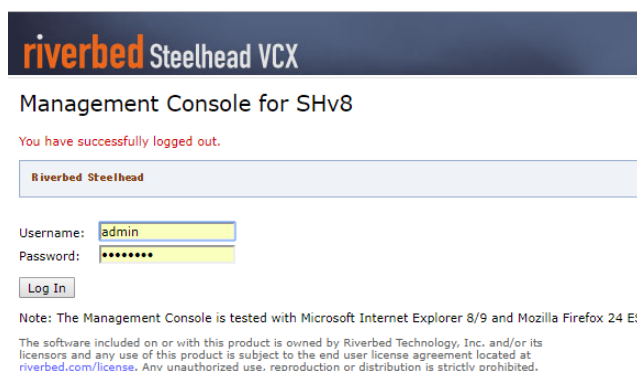 riverbed Steelhead VCX
Management Console for SHv8
You have successfully logged out.
Riverbed Steelhead
Username: admin
Password: ••••••••
Log In
Note: The Management Console is tested with Microsoft Internet Explorer 8/9 and Mozilla Firefox 24 ES
The software included on or with this product is owned by Riverbed Technology, Inc. and/or its
licensors and any use of this product is subject to the end user license agreement located at
riverbed.com/license. Any unauthorized use, reproduction or distribution is strictly prohibited.